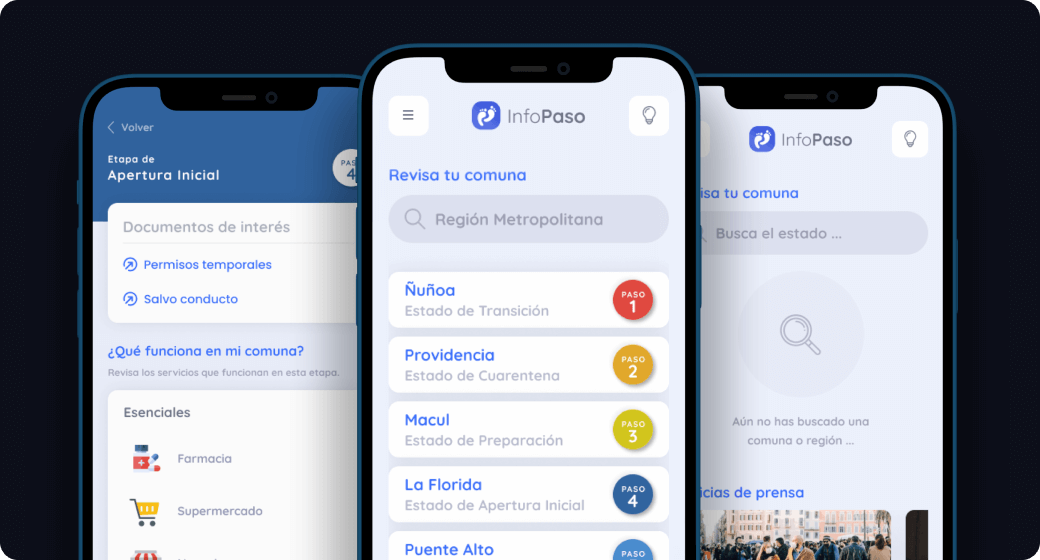 Volver
Etapa de
Apertura Inicial
PAS
4
Documentos de interés
Permisos temporales
Salvo conducto
¿Qué funciona en mi comuna?
Revisa los servicios que funcionan en esta etapa.
Esenciales
Farmacia
Supermercado
InfoPaso
Revisa tu comuna
Región Metropolitana
Ñuñoa
Estado de Transición
PASO
1
Providencia
Estado de Cuarentena
PASO
2
Macul
Estado de Preparación
PASO
3
La Florida
Estado de Apertura Inicial
PASO
4
Puente Alto
PASO
InfoPaso
isa tu comuna
Busca el estado ...
Aún no has buscado una
comuna o región ...
icias de prensa